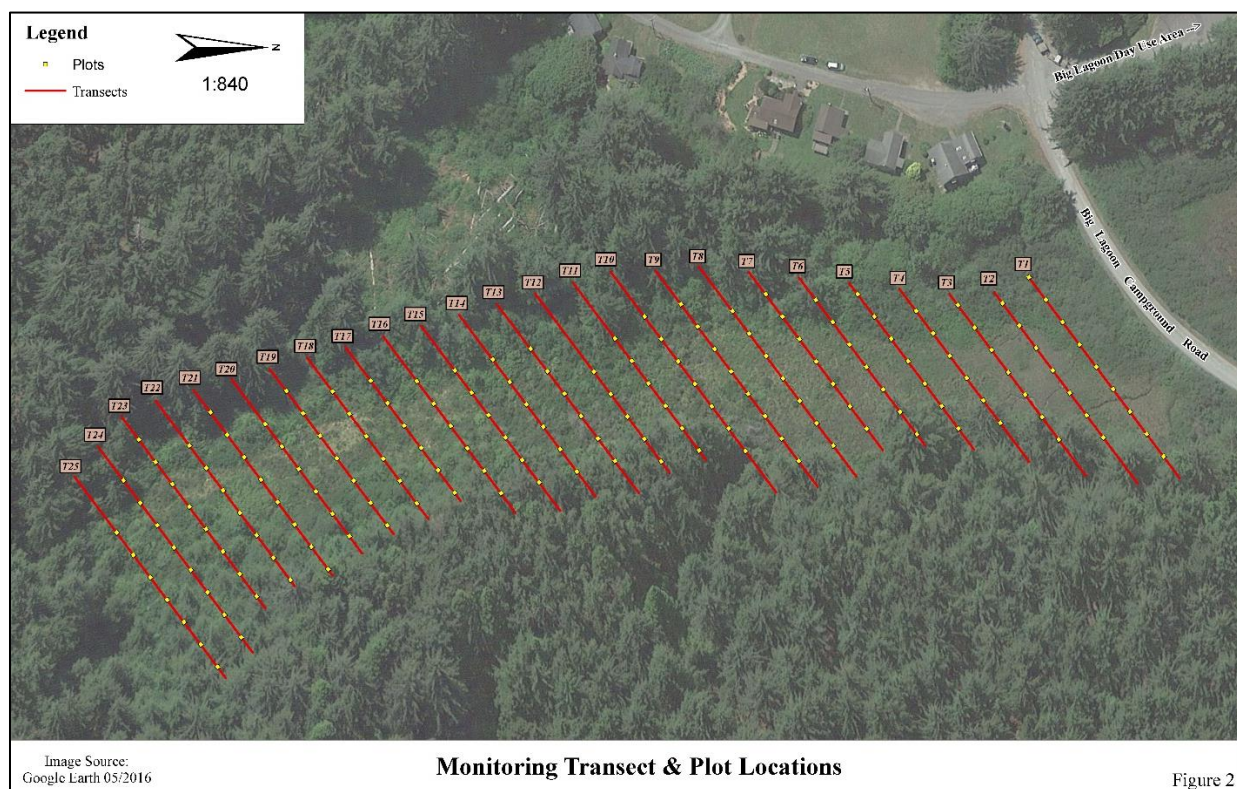 Legend
N
Plots
1:840
Transects
Big Lagoon Day Use Area →
Big Lagoon Campground Road
T1
T2
T3
T4
T5
T6
T7
T8
T9
T10
T11
T12
T13
T14
T15
T16
T17
T18
T19
T20
T21
T22
T23
T24
T25
Image Source:
Google Earth 05/2016
Monitoring Transect & Plot Locations
Figure 2